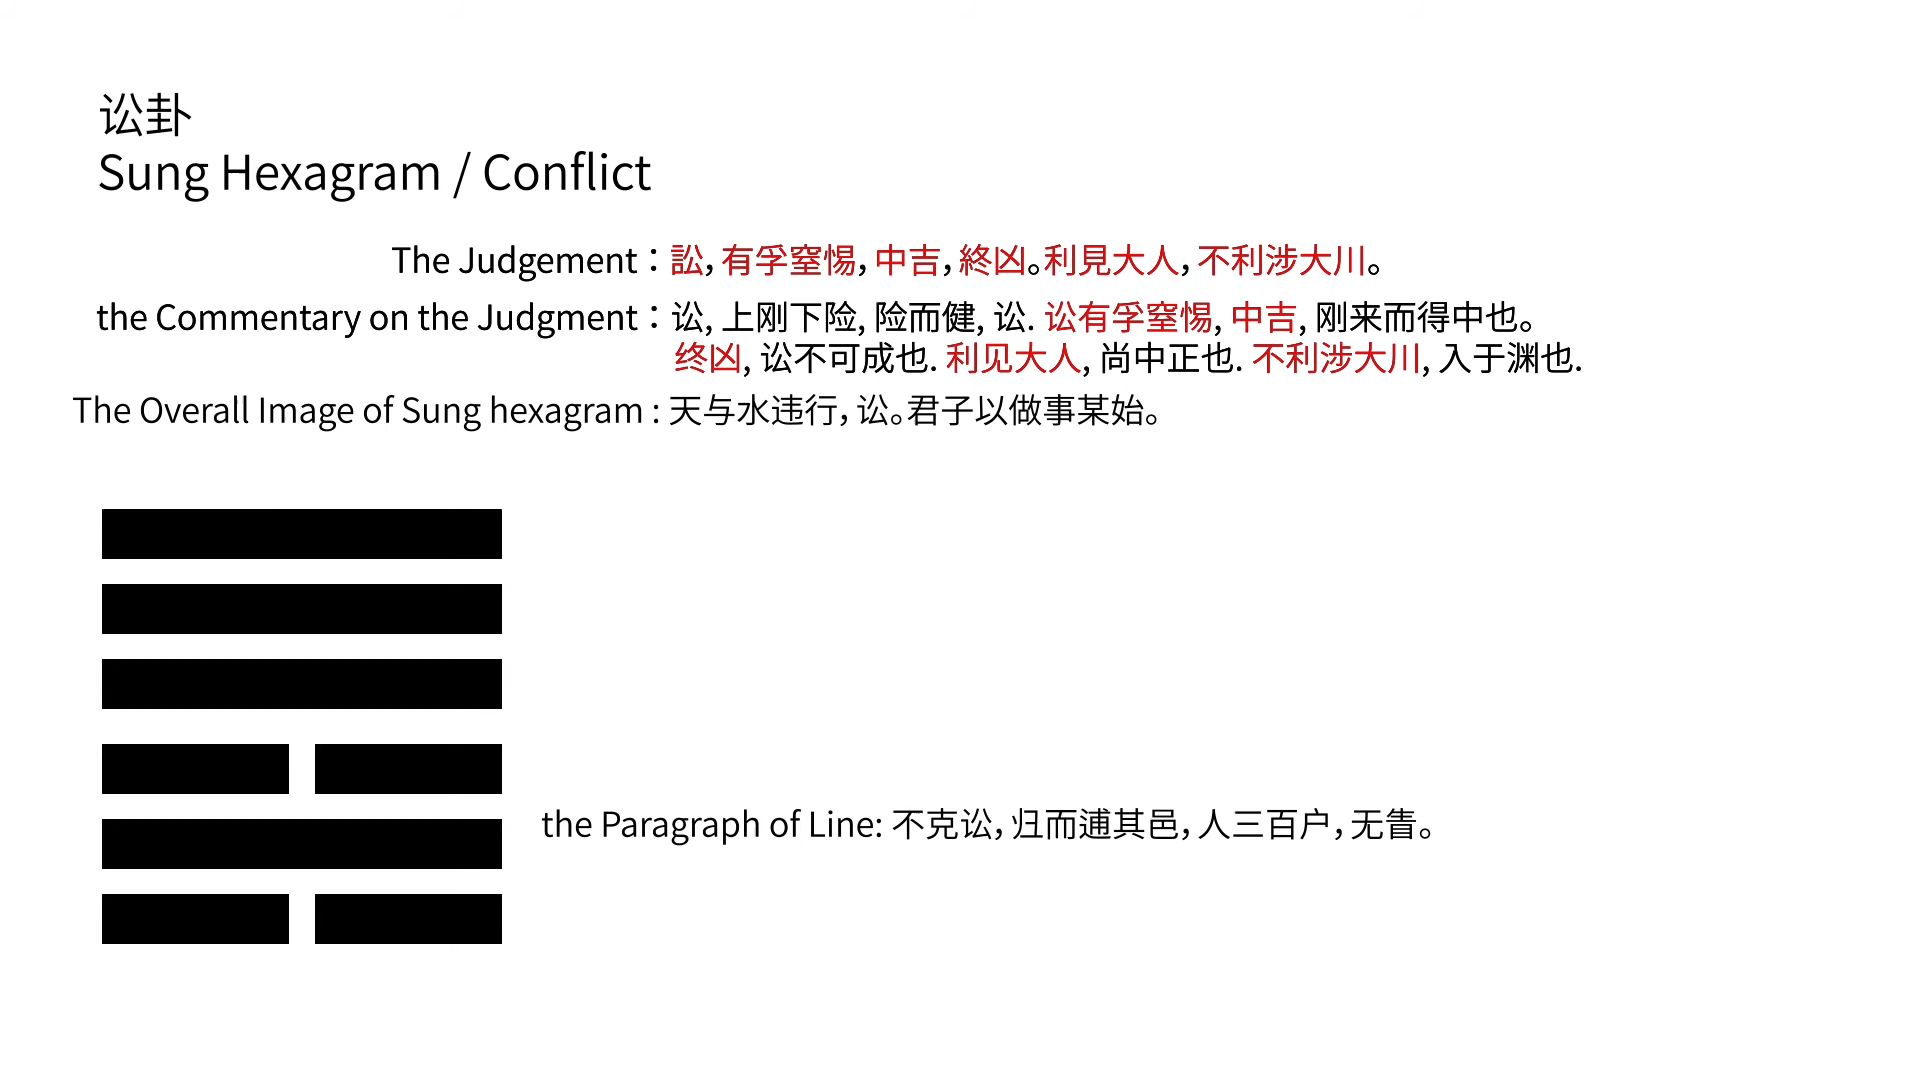 讼卦
Sung Hexagram / Conflict
The Judgement：訟，有孚窒惕，中吉，終凶。利見大人，不利涉大川。
the Commentary on the Judgment：讼, 上刚下险, 险而健, 讼. 讼有孚窒惕, 中吉, 刚来而得中也。
终凶, 讼不可成也. 利见大人, 尚中正也. 不利涉大川, 入于渊也.
The Overall Image of Sung hexagram : 天与水违行，讼。君子以做事某始。
the Paragraph of Line: 不克讼，归而逋其邑，人三百户，无眚。